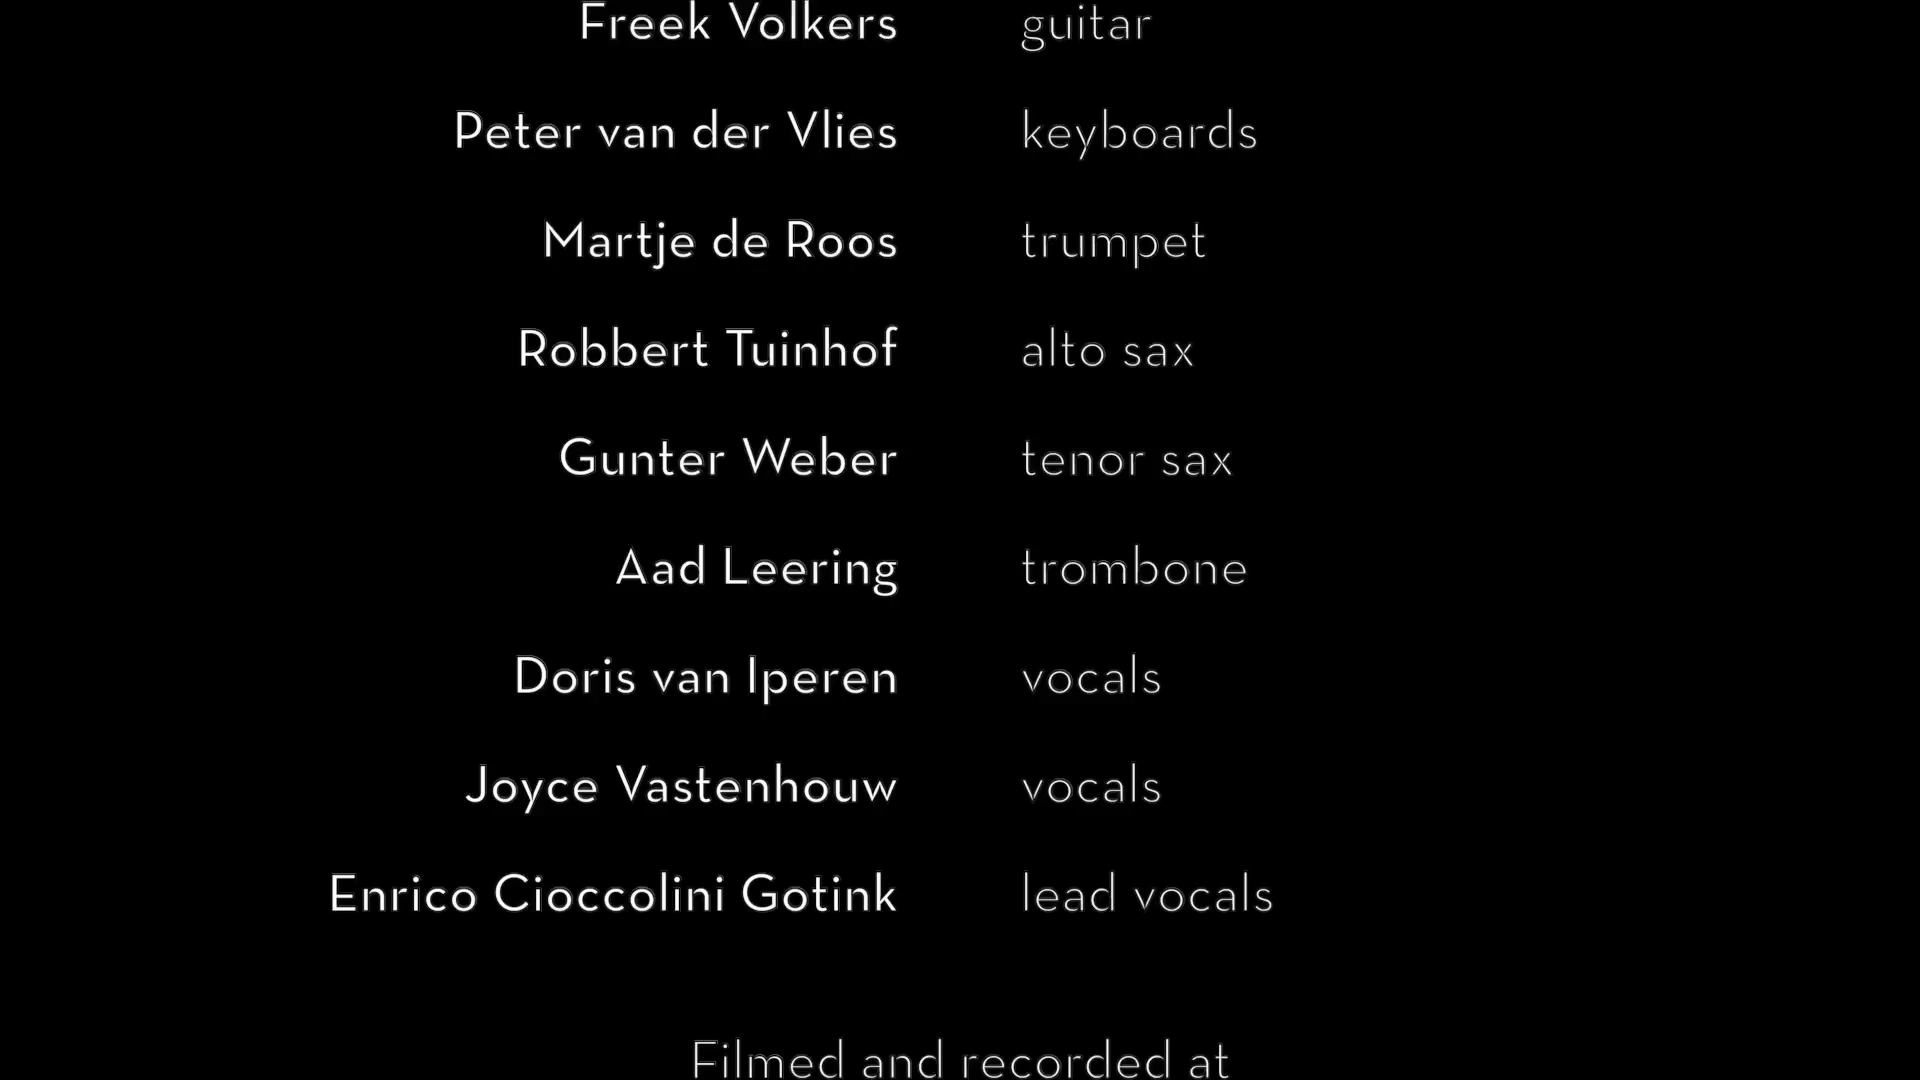 Freek Volkers guitar
Peter van der Vlies keyboards
Martje de Roos trumpet
Robbert Tuinhof alto sax
Gunter Weber tenor sax
Aad Leering trombone
Doris van Iperen vocals
Joyce Vastenhouw vocals
Enrico Cioccolini Gotink lead vocals
Filmed and recorded at